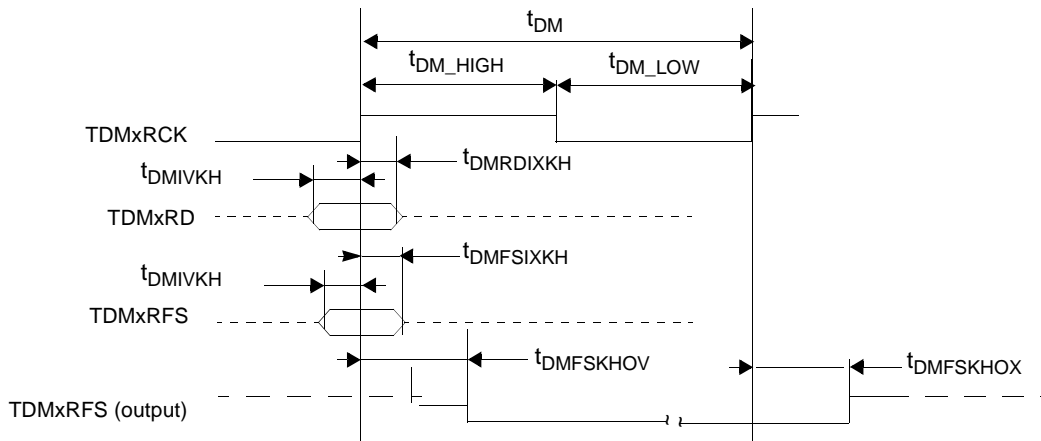 tDM
tDM_HIGH
tDM_LOW
TDMxRCK
tDMIVKH
tDMRDIXKH
TDMxRD
tDMIVKH
tDMFSIXKH
TDMxRFS
tDMFSKHOV
tDMFSKHOX
TDMxRFS (output)